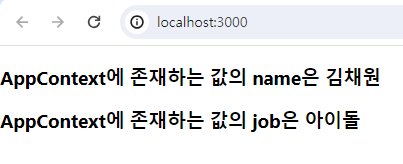 localhost:3000
AppContext에 존재하는 값의 name은 김채원
AppContext에 존재하는 값의 job은 아이돌